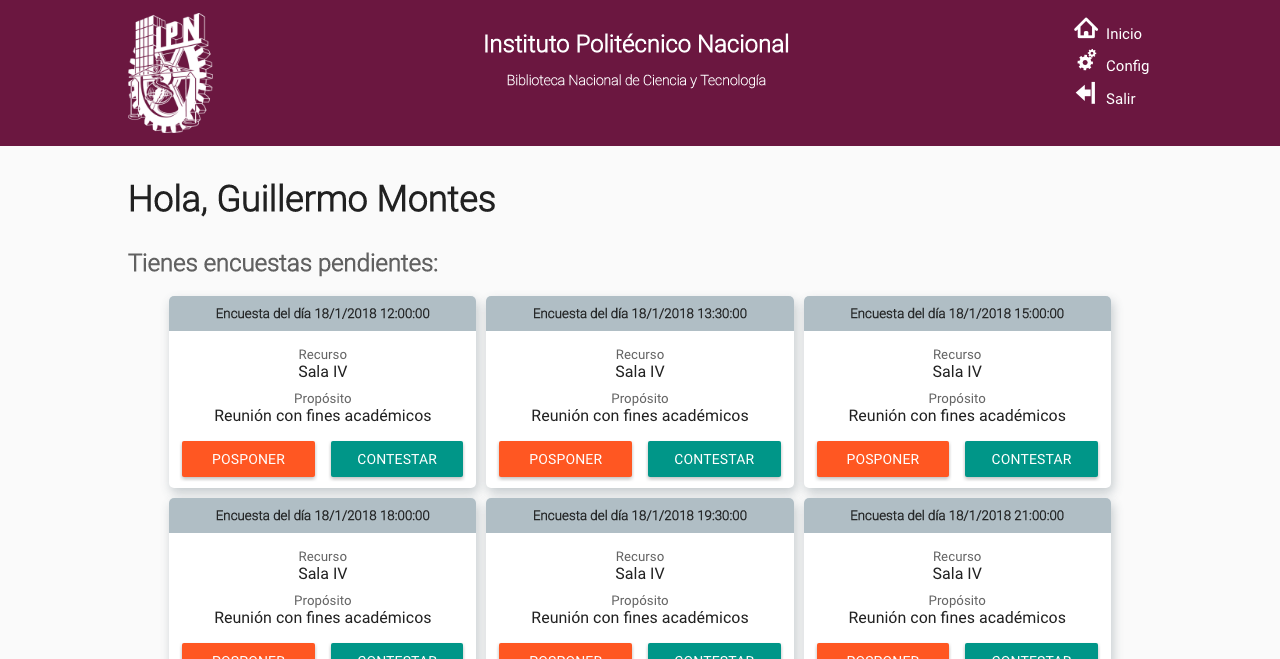 IPN
Instituto Politécnico Nacional
Biblioteca Nacional de Ciencia y Tecnología
Inicio
Config
Salir
Hola, Guillermo Montes
Tienes encuestas pendientes:
Encuesta del día 18/1/2018 12:00:00
Recurso
Sala IV
Propósito
Reunión con fines académicos
POSPONER CONTESTAR
Encuesta del día 18/1/2018 13:30:00
Recurso
Sala IV
Propósito
Reunión con fines académicos
POSPONER CONTESTAR
Encuesta del día 18/1/2018 15:00:00
Recurso
Sala IV
Propósito
Reunión con fines académicos
POSPONER CONTESTAR
Encuesta del día 18/1/2018 18:00:00
Recurso
Sala IV
Propósito
Reunión con fines académicos
POSPONER CONTESTAR
Encuesta del día 18/1/2018 19:30:00
Recurso
Sala IV
Propósito
Reunión con fines académicos
POSPONER CONTESTAR
Encuesta del día 18/1/2018 21:00:00
Recurso
Sala IV
Propósito
Reunión con fines académicos
POSPONER CONTESTAR